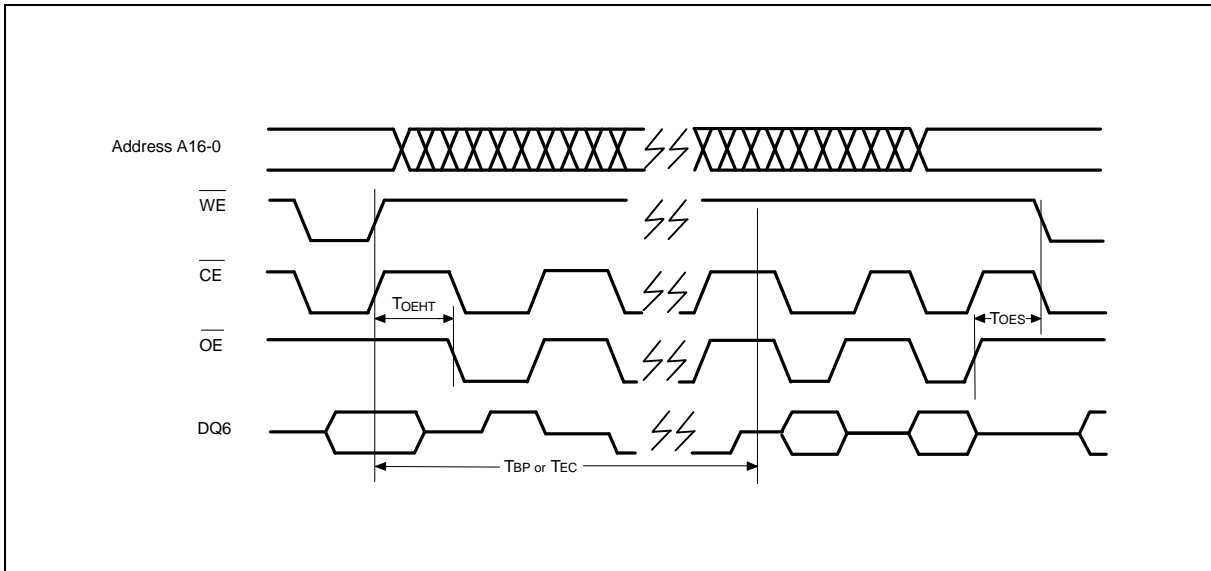 Address A16-0
WE
CE
TOEHT
TOES
OE
DQ6
TBP or TEC